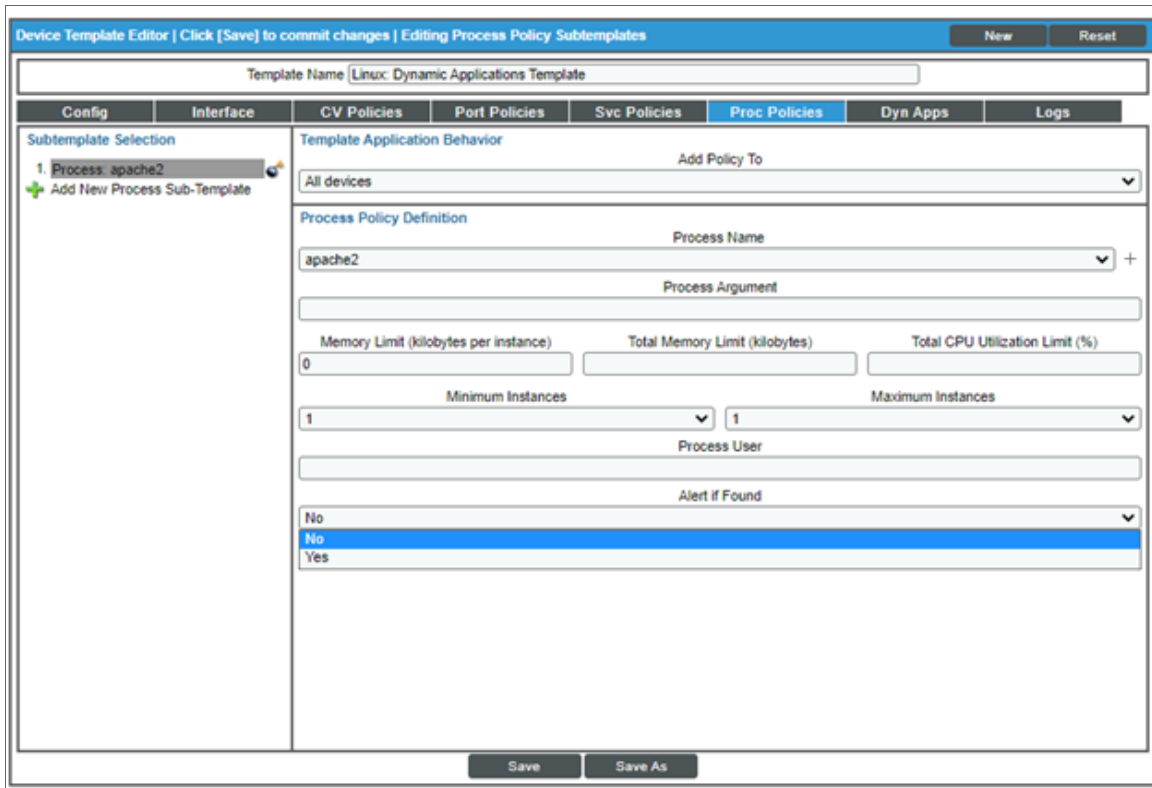 Device Template Editor | Click [Save] to commit changes | Editing Process Policy Subtemplates New Reset
Template Name Linux: Dynamic Applications Template
Config Interface CV Policies Port Policies Svc Policies Proc Policies Dyn Apps Logs
Subtemplate Selection
1. Process: apache2
Add New Process Sub-Template
Template Application Behavior
Add Policy To
All devices
Process Policy Definition
Process Name
apache2
Process Argument
Memory Limit (kilobytes per instance) Total Memory Limit (kilobytes) Total CPU Utilization Limit (%)
0
Minimum Instances Maximum Instances
1 1
Process User
Alert if Found
No
No
Yes
Save Save As